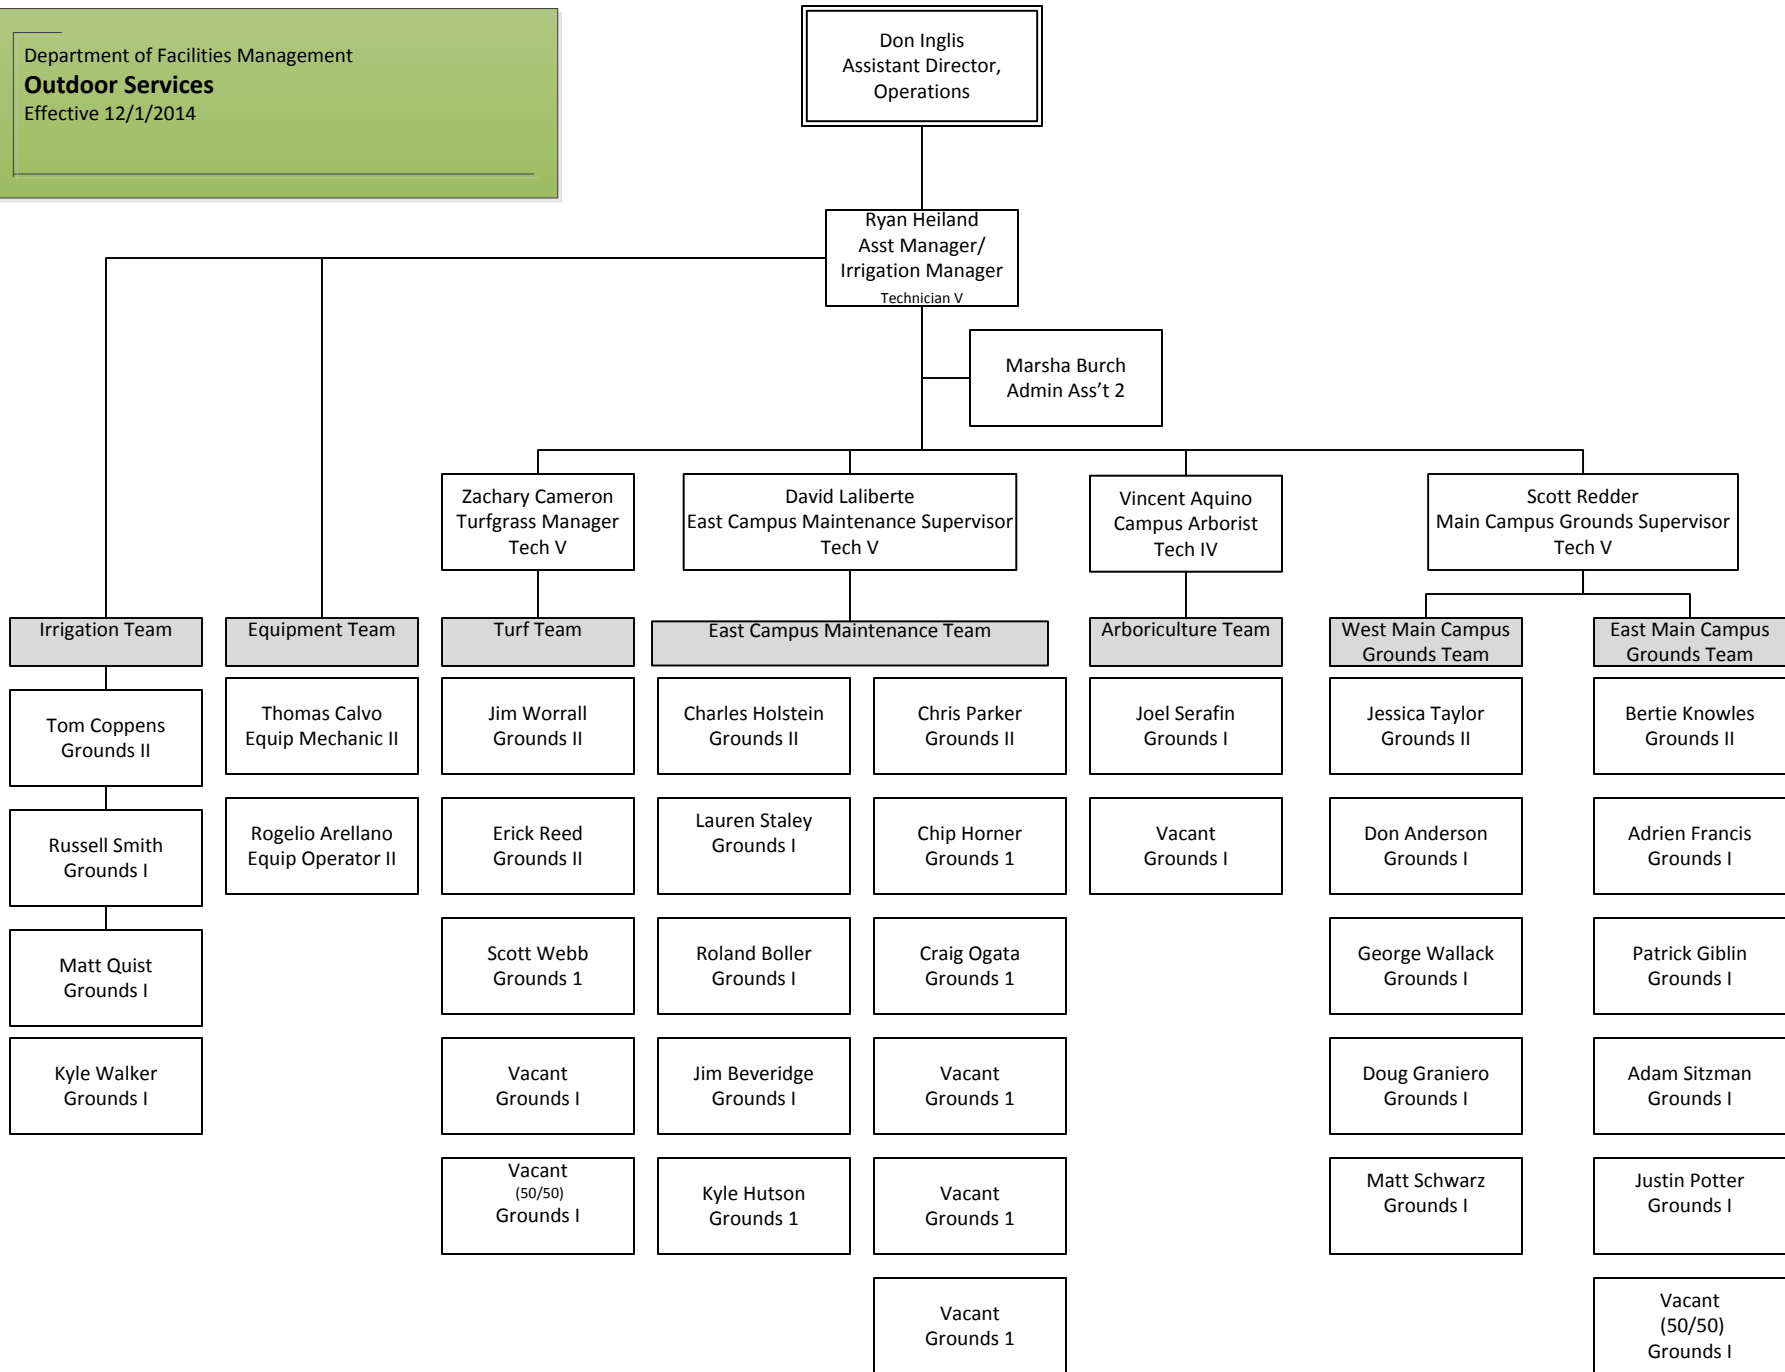 Department of Facilities Management
Outdoor Services
Effective 12/1/2014
Don Inglis
Assistant Director,
Operations
Ryan Heiland
Asst Manager/
Irrigation Manager
Technician V
Marsha Burch
Admin Ass’t 2
Zachary Cameron
Turfgrass Manager
Tech V
David Laliberte
East Campus Maintenance Supervisor
Tech V
Vincent Aquino
Campus Arborist
Tech IV
Scott Redder
Main Campus Grounds Supervisor
Tech V
Irrigation Team
Tom Coppens
Grounds II
Russell Smith
Grounds I
Matt Quist
Grounds I
Kyle Walker
Grounds I
Equipment Team
Thomas Calvo
Equip Mechanic II
Rogelio Arellano
Equip Operator II
Turf Team
Jim Worrall
Grounds II
Erick Reed
Grounds II
Scott Webb
Grounds 1
Vacant
Grounds I
Vacant
(50/50)
Grounds I
East Campus Maintenance Team
Charles Holstein
Grounds II
Lauren Staley
Grounds I
Roland Boller
Grounds I
Jim Beveridge
Grounds I
Kyle Hutson
Grounds 1
Chris Parker
Grounds II
Chip Horner
Grounds 1
Craig Ogata
Grounds 1
Vacant
Grounds 1
Vacant
Grounds 1
Vacant
Grounds 1
Arboriculture Team
Joel Serafin
Grounds I
Vacant
Grounds I
West Main Campus
Grounds Team
Jessica Taylor
Grounds II
Don Anderson
Grounds I
George Wallack
Grounds I
Doug Graniero
Grounds I
Matt Schwarz
Grounds I
East Main Campus
Grounds Team
Bertie Knowles
Grounds II
Adrien Francis
Grounds I
Patrick Giblin
Grounds I
Adam Sitzman
Grounds I
Justin Potter
Grounds I
Vacant
(50/50)
Grounds I